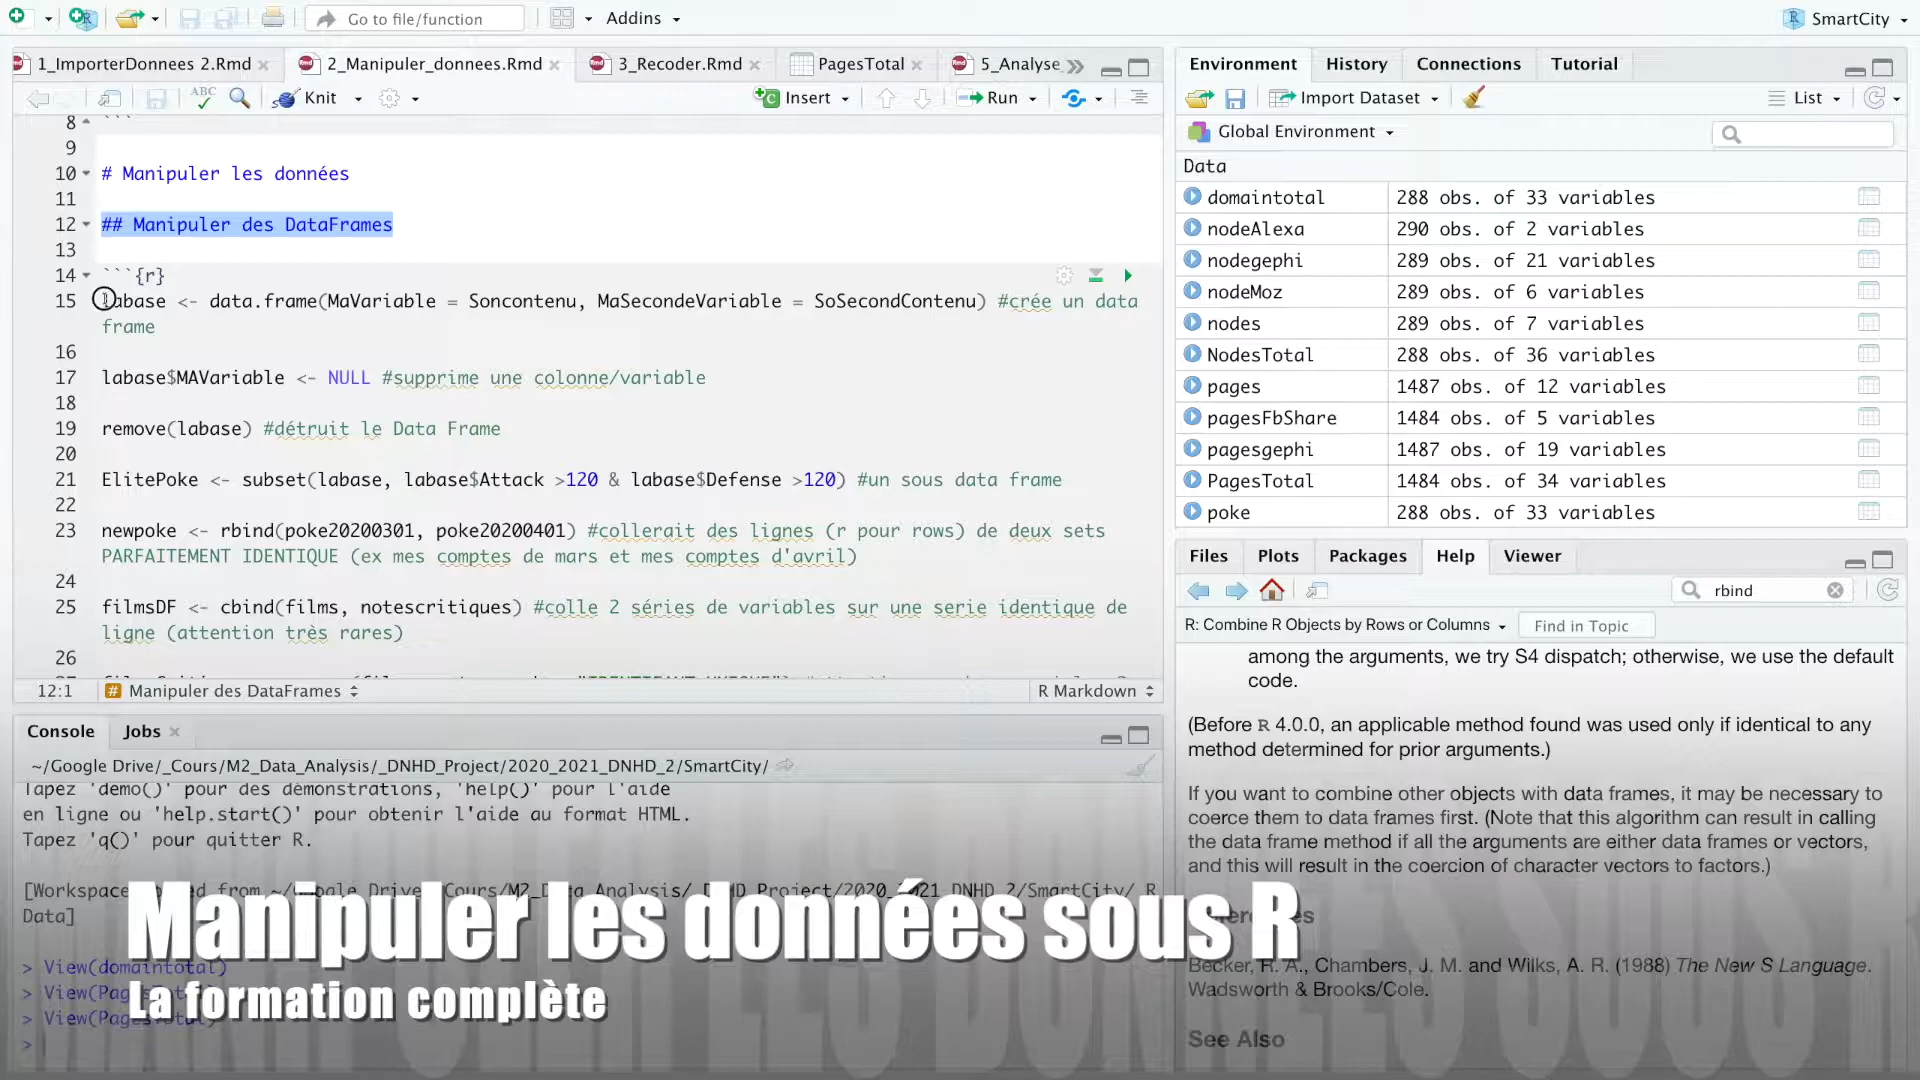 Go to file/function
Addins
SmartCity
1_ImporterDonnees 2.Rmd
2_Manipuler_donnees.Rmd
3_Recoder.Rmd
PagesTotal
5_Analyse
ABC
Knit
Insert
Run
8 ```
9
10 # Manipuler les données
11
12 ## Manipuler des DataFrames
13
14 ```{r}
15 labase <- data.frame(MaVariable = Soncontenu, MaSecondeVariable = SoSecondContenu) #crée un data
frame
16
17 labase$MAVariable <- NULL #supprime une colonne/variable
18
19 remove(labase) #détruit le Data Frame
20
21 ElitePoke <- subset(labase, labase$Attack >120 & labase$Defense >120) #un sous data frame
22
23 newpoke <- rbind(poke20200301, poke20200401) #collerait des lignes (r pour rows) de deux sets
PARFAITEMENT IDENTIQUE (ex mes comptes de mars et mes comptes d'avril)
24
25 filmsDF <- cbind(films, notescritiques) #colle 2 séries de variables sur une serie identique de
ligne (attention très rares)
26
12:1
# Manipuler des DataFrames
R Markdown
Console
Jobs
~/Google Drive/_Cours/M2_Data_Analysis/_DNHD_Project/2020_2021_DNHD_2/SmartCity/
Tapez 'demo()' pour des démonstrations, 'help()' pour l'aide
en ligne ou 'help.start()' pour obtenir l'aide au format HTML.
Tapez 'q()' pour quitter R.
[Workspace from ~/Google Drive/_Cours/M2_Data_Analysis/_DNHD_Project/2020_2021_DNHD_2/SmartCity/.R
Data]
> View(domaintotal)
> View(PagesTotal)
> View(PagesTotal)
>
Manipuler les données sous R
La formation complète
Environment
History
Connections
Tutorial
Import Dataset
List
Global Environment
Data
domaintotal 288 obs. of 33 variables
nodeAlexa 290 obs. of 2 variables
nodegephi 289 obs. of 21 variables
nodeMoz 289 obs. of 6 variables
nodes 289 obs. of 7 variables
NodesTotal 288 obs. of 36 variables
pages 1487 obs. of 12 variables
pagesFbShare 1484 obs. of 5 variables
pagesgephi 1487 obs. of 19 variables
PagesTotal 1484 obs. of 34 variables
poke 288 obs. of 33 variables
Files
Plots
Packages
Help
Viewer
rbind
R: Combine R Objects by Rows or Columns
Find in Topic
among the arguments, we try S4 dispatch; otherwise, we use the default
code.
(Before R 4.0.0, an applicable method found was used only if identical to any
method determined for prior arguments.)
If you want to combine other objects with data frames, it may be necessary to
coerce them to data frames first. (Note that this algorithm can result in calling
the data frame method if all the arguments are either data frames or vectors,
and this will result in the coercion of character vectors to factors.)
Becker, R. A., Chambers, J. M. and Wilks, A. R. (1988) The New S Language.
Wadsworth & Brooks/Cole.
See Also